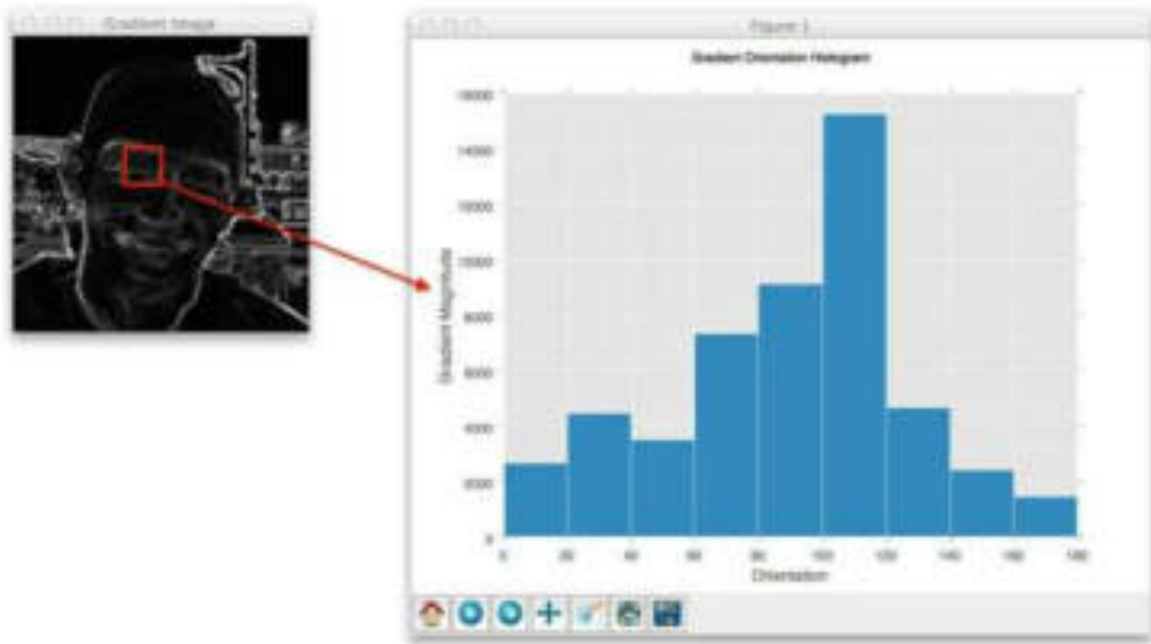 Gradient Image
Figure 1
Gradient Orientation Histogram
16000
14000
12000
10000
8000
6000
4000
2000
0
Gradient Magnitude
0 20 40 60 80 100 120 140 160 180
Orientation